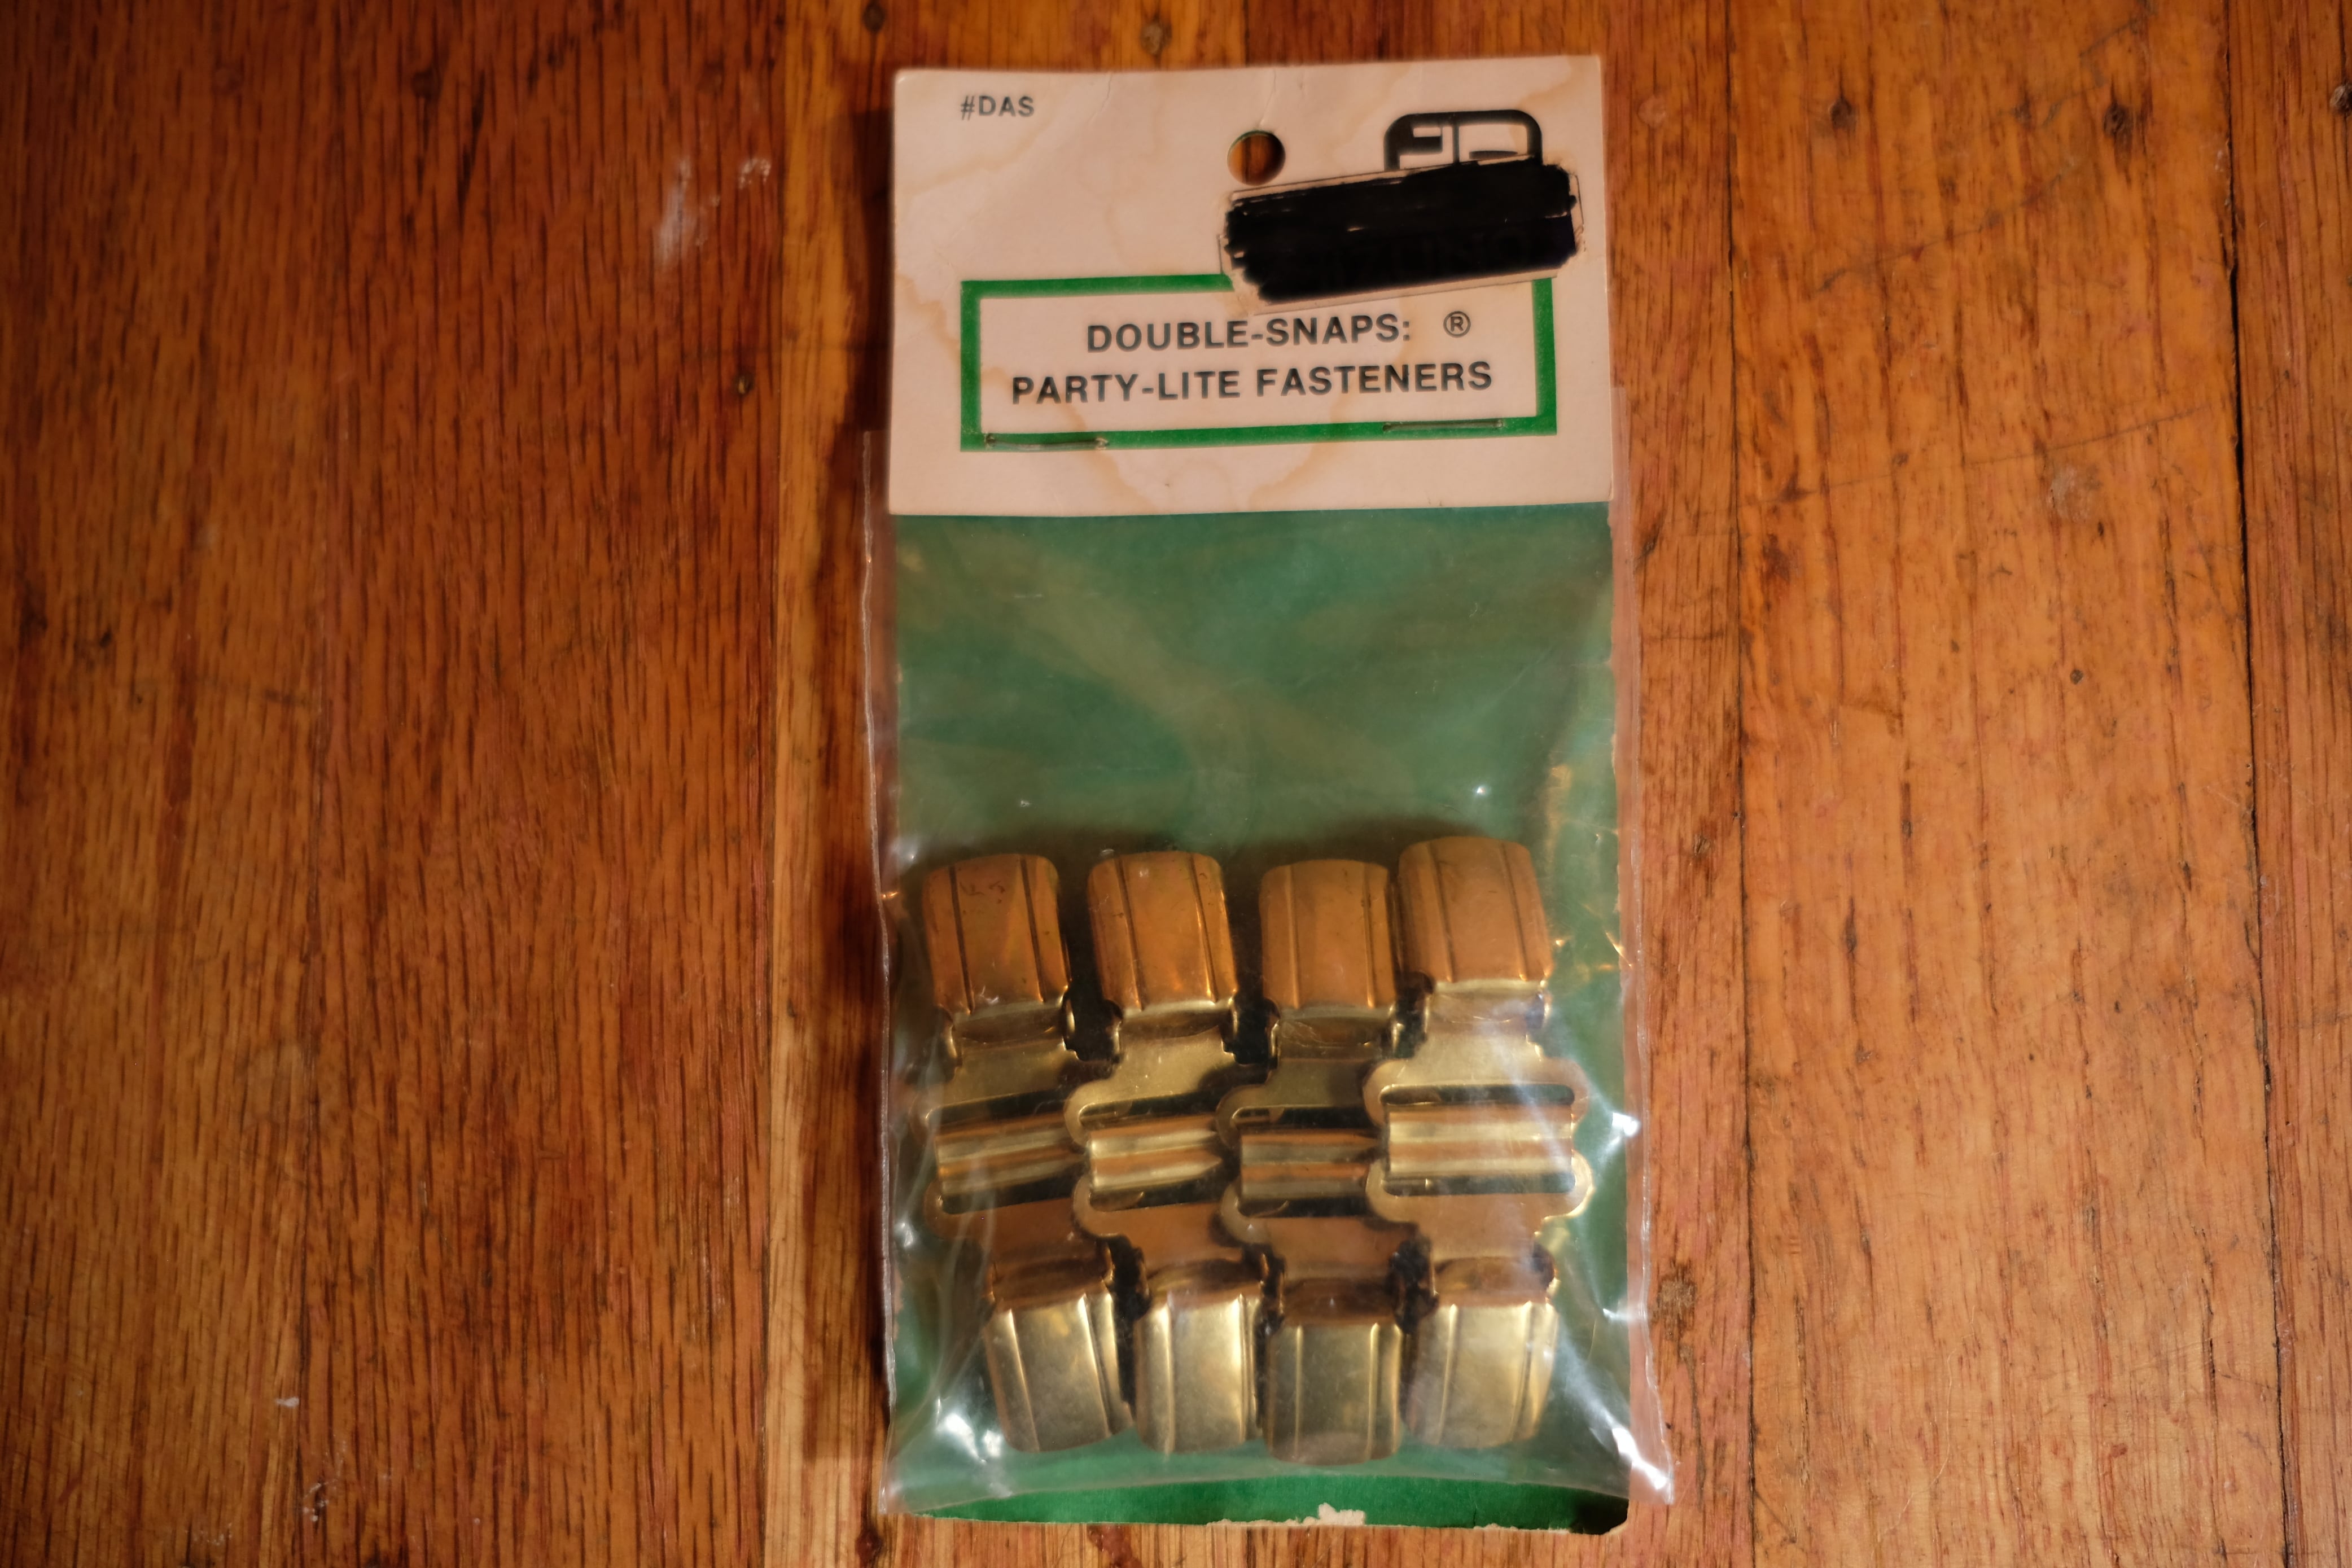 #DAS
DOUBLE-SNAPS: ®
PARTY-LITE FASTENERS